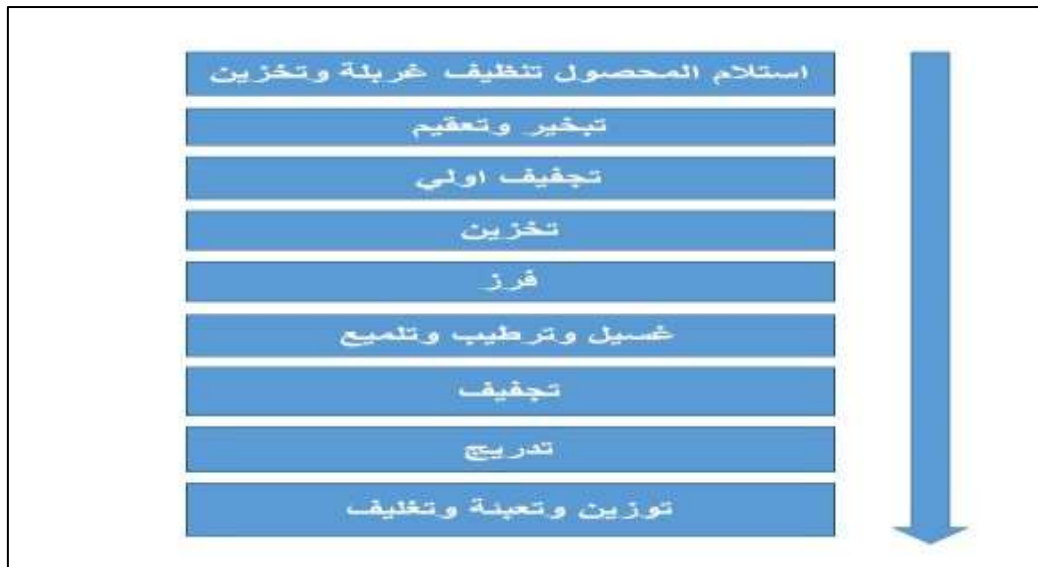 استلام المحصول تنظيف غربلة وتخزين
تبخير وتعقيم
تجفيف اولي
تخزين
فرز
غسيل وترطيب وتلميع
تجفيف
تدريج
توزين وتعبئة وتغليف